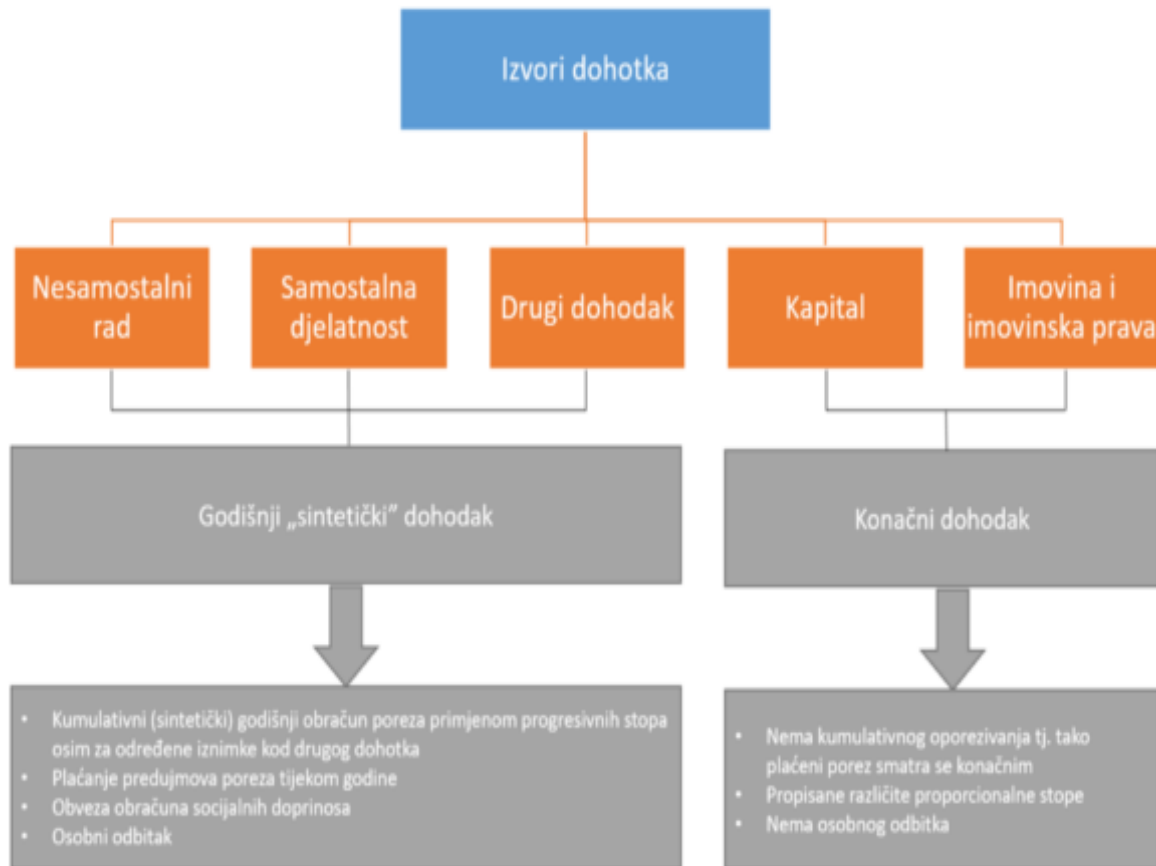 Izvori dohotka
Nesamostalni
rad
Samostalna
djelatnost
Drugi dohodak
Kapital
Imovina i
imovinska prava
Godišnji „sintetički” dohodak
Konačni dohodak
• Kumulativni (sintetički) godišnji obračun poreza primjenom progresivnih stopa
osim za određene iznimke kod drugog dohotka
• Plaćanje predujmova poreza tijekom godine
• Obveza obračuna socijalnih doprinosa
• Osobni odbitak
• Nema kumulativnog oporezivanja tj. tako
plaćeni porez smatra se konačnim
• Propisane različite proporcionalne stope
• Nema osobnog odbitka